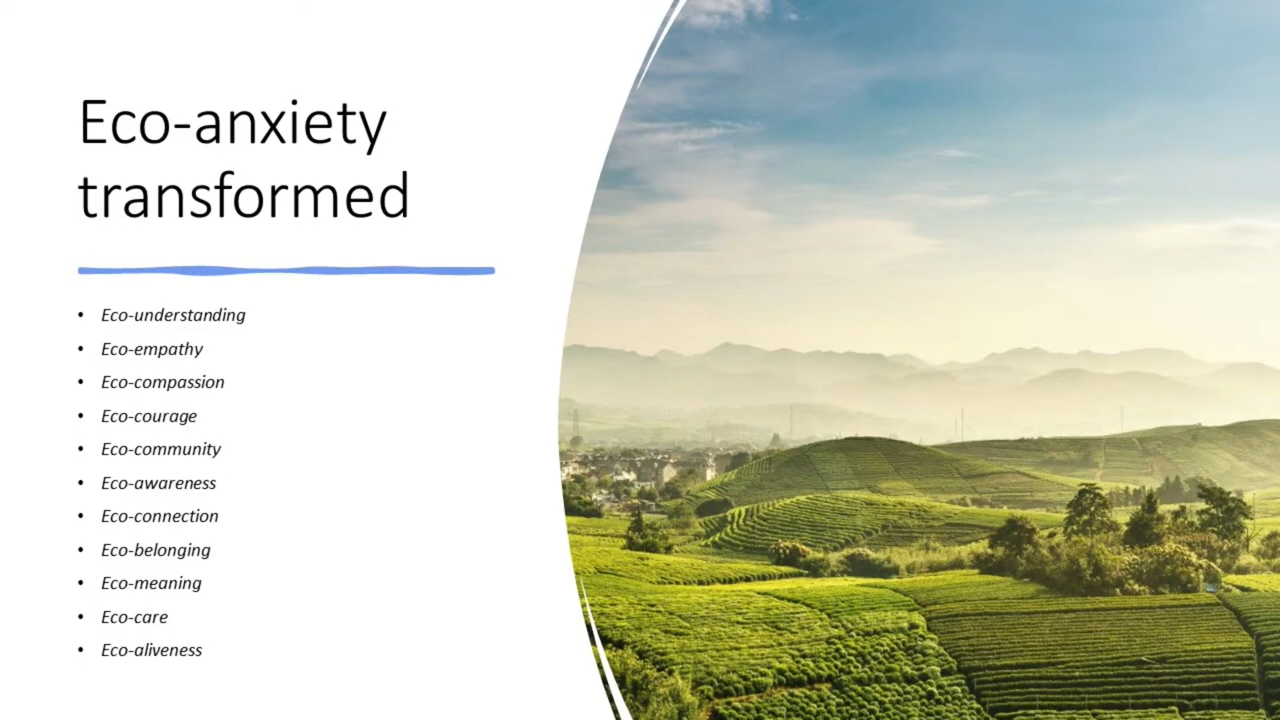 Eco-anxiety
transformed
• Eco-understanding
• Eco-empathy
• Eco-compassion
• Eco-courage
• Eco-community
• Eco-awareness
• Eco-connection
• Eco-belonging
• Eco-meaning
• Eco-care
• Eco-aliveness